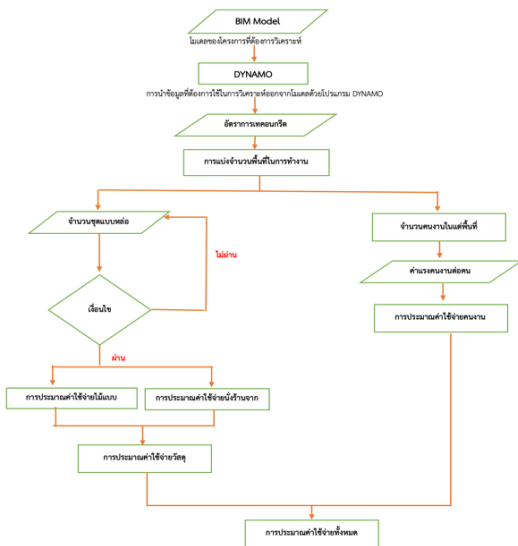 BIM Model
โมเดลของโครงการที่ต้องการวิเคราะห์
DYNAMO
การนำข้อมูลที่ต้องการใช้ในการวิเคราะห์ออกจากโมเดลด้วยโปรแกรม DYNAMO
อัตราการเทคอนกรีต
การแบ่งจำนวนพื้นที่ในการทำงาน
จำนวนชุดแบบหล่อ
จำนวนคนงานในแต่พื้นที่
ไม่ผ่าน
ค่าแรงคนงานต่อคน
เงื่อนไข
การประมาณค่าใช้จ่ายคนงาน
ผ่าน
การประมาณค่าใช้จ่ายไม้แบบ
การประมาณค่าใช้จ่ายนั่งร้านจาก
การประมาณค่าใช้จ่ายวัสดุ
การประมาณค่าใช้จ่ายทั้งหมด